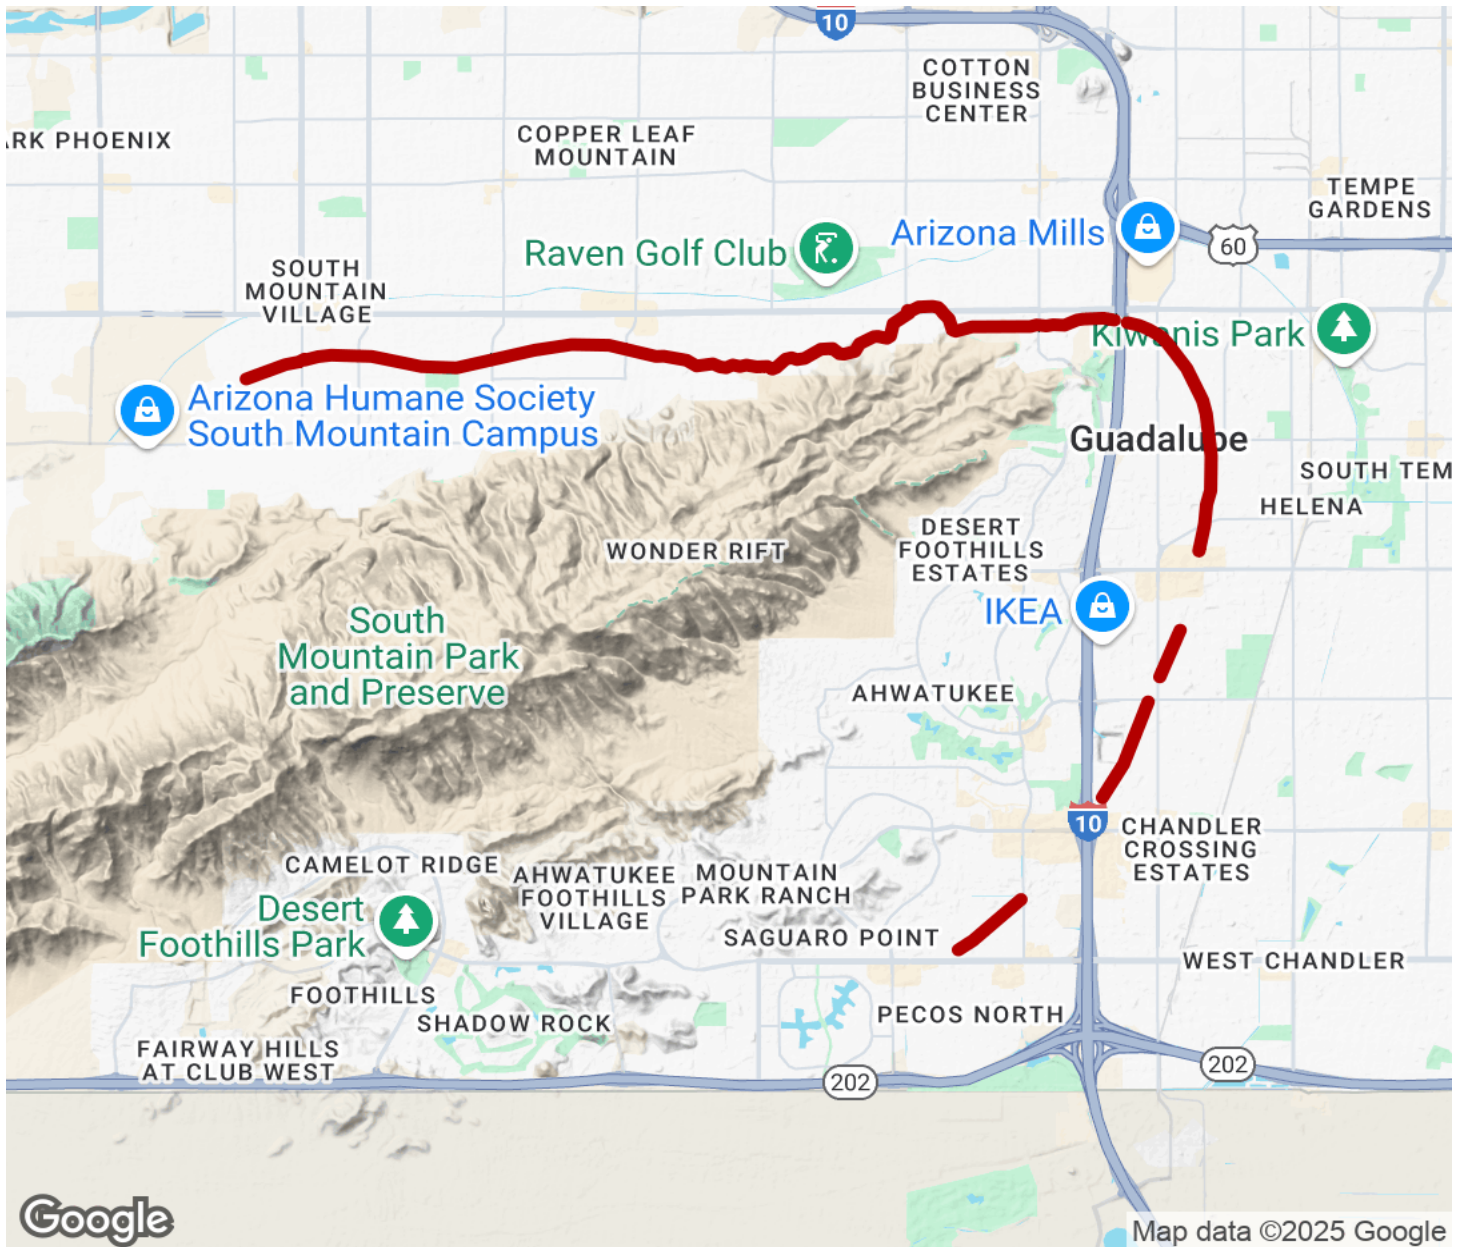 10
COTTON
BUSINESS
CENTER
ARK PHOENIX
COPPER LEAF
MOUNTAIN
TEMPE
GARDENS
Arizona Mills
60
Raven Golf Club
SOUTH
MOUNTAIN
VILLAGE
Kiwanis Park
Arizona Humane Society
South Mountain Campus
Guadalupe
SOUTH TEM
HELENA
DESERT
FOOTHILLS
ESTATES
WONDER RIFT
IKEA
South
Mountain Park
and Preserve
AHWATUKEE
10
CHANDLER
CROSSING
ESTATES
CAMELOT RIDGE
AHWATUKEE
FOOTHILLS
VILLAGE
MOUNTAIN
PARK RANCH
Desert
Foothills Park
SAGUARO POINT
WEST CHANDLER
FOOTHILLS
SHADOW ROCK
PECOS NORTH
FAIRWAY HILLS
AT CLUB WEST
202
202
Google
Map data ©2025 Google